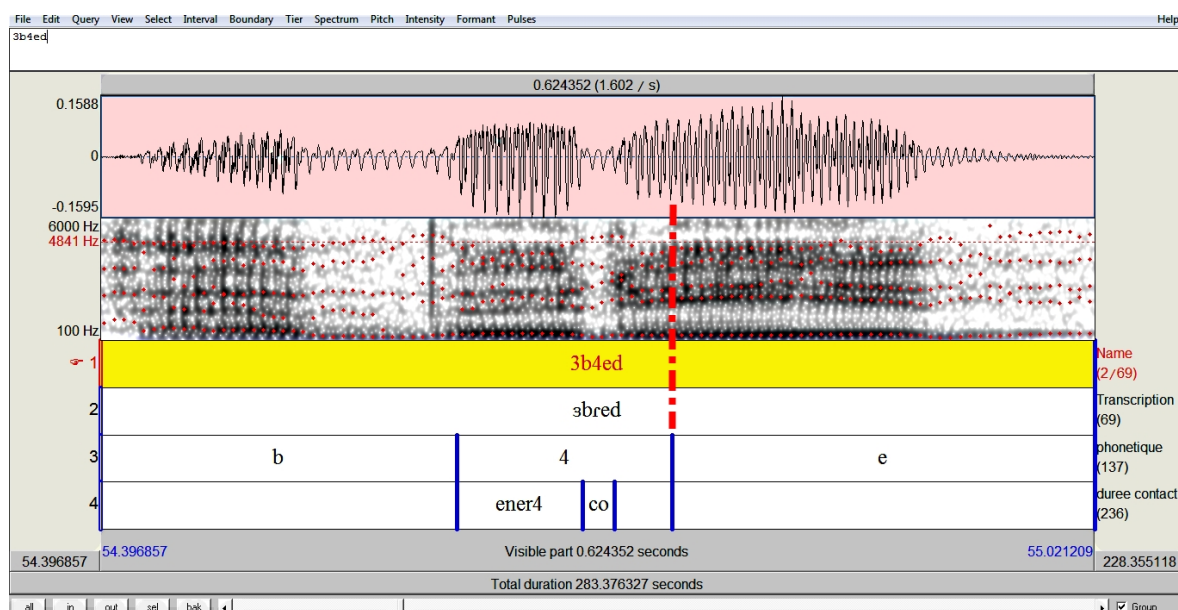 File Edit Query View Select Interval Boundary Tier Spectrum Pitch Intensity Formant Pulses Help
3b4ed
0.624352 (1.602 / s)
0.1588
0
-0.1595
6000 Hz
4841 Hz
100 Hz
1 3b4ed Name (2/69)
2 ɜbɾed Transcription (69)
3 b 4 e phonetique (137)
4 ener4 co duree contact (236)
54.396857 54.396857 Visible part 0.624352 seconds 55.021209 228.355118
Total duration 283.376327 seconds
all in out sel bak Group